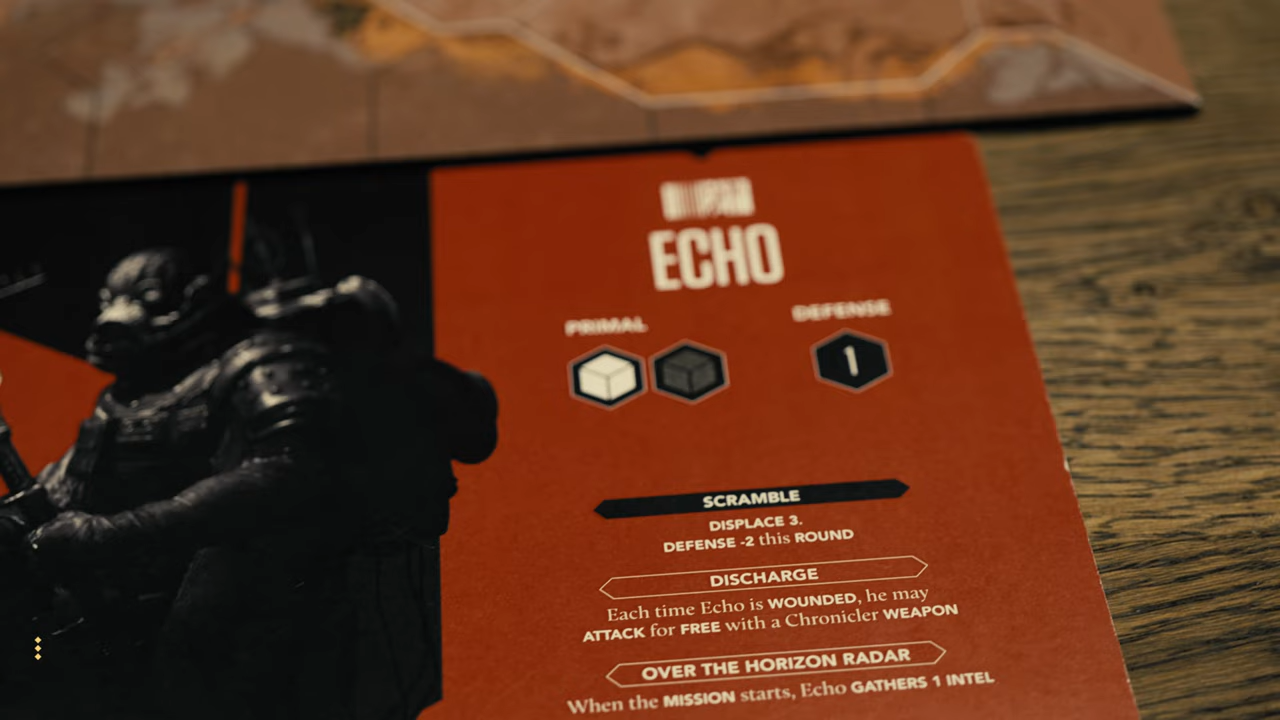 ECHO
PRIMAL
DEFENSE
1
SCRAMBLE
DISPLACE 3.
DEFENSE -2 this ROUND
DISCHARGE
Each time Echo is WOUNDED, he may
ATTACK for FREE with a Chronicler WEAPON
OVER THE HORIZON RADAR
When the MISSION starts, Echo GATHERS 1 INTEL